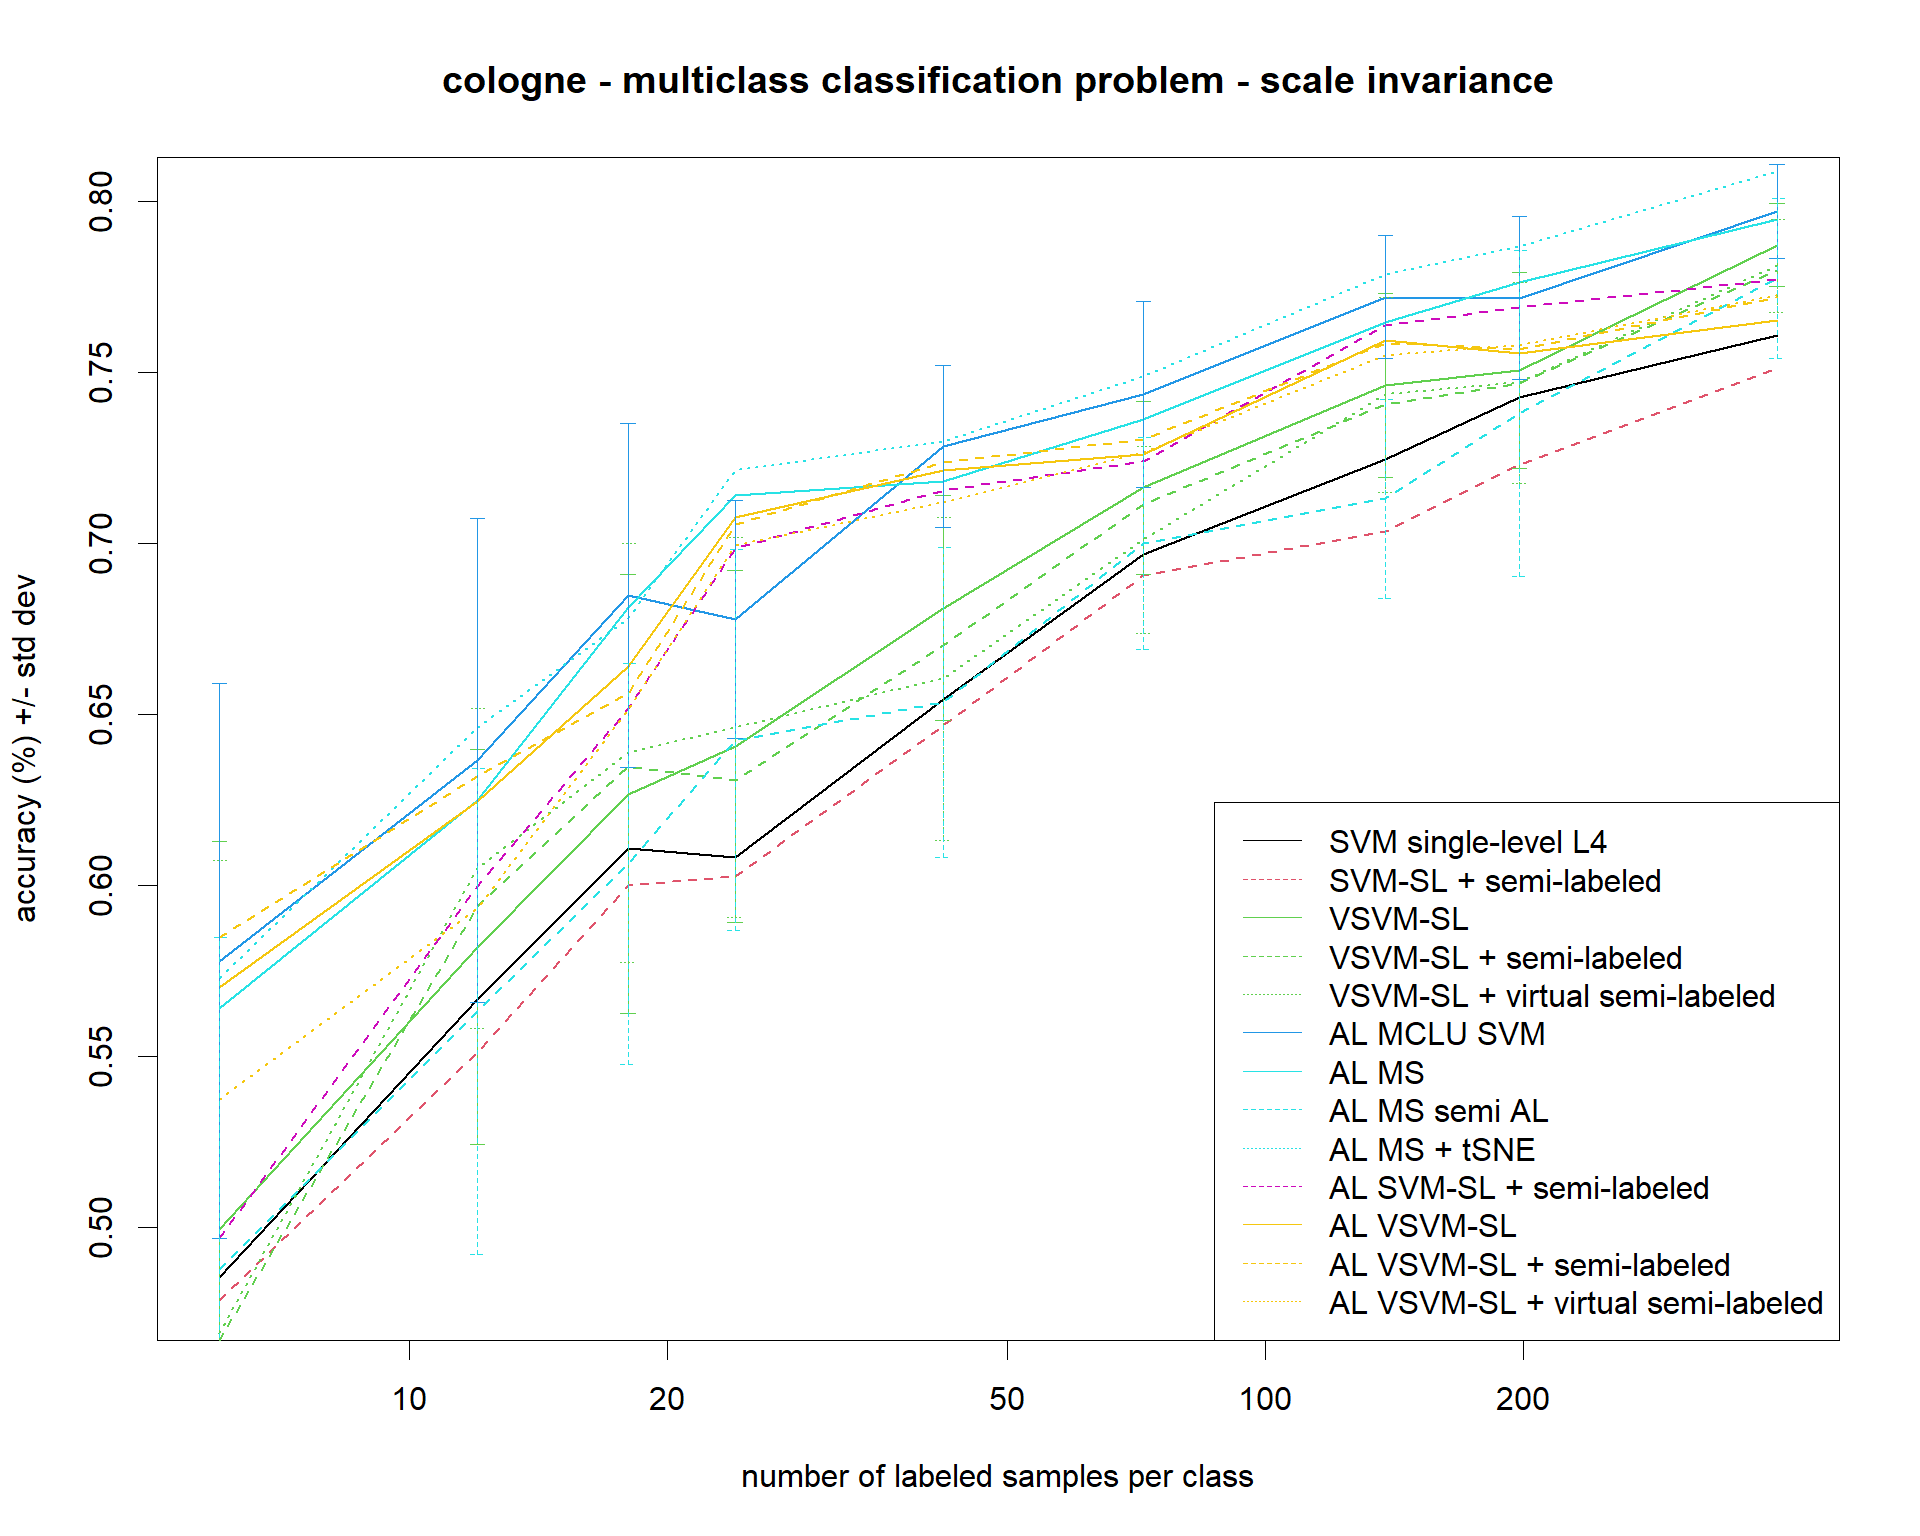 cologne - multiclass classification problem - scale invariance
accuracy (%) +/- std dev
0.80
0.75
0.70
0.65
0.60
0.55
0.50
SVM single-level L4
SVM-SL + semi-labeled
VSVM-SL
VSVM-SL + semi-labeled
VSVM-SL + virtual semi-labeled
AL MCLU SVM
AL MS
AL MS semi AL
AL MS + tSNE
AL SVM-SL + semi-labeled
AL VSVM-SL
AL VSVM-SL + semi-labeled
AL VSVM-SL + virtual semi-labeled
10 20 50 100 200
number of labeled samples per class